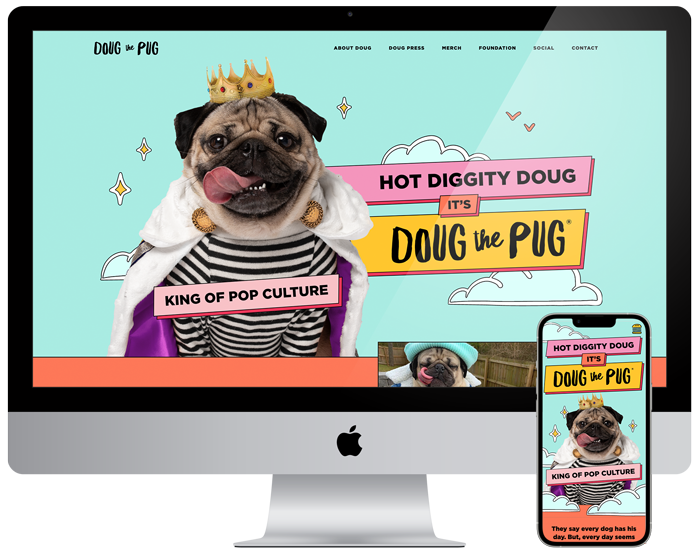 DOUG the PUG
ABOUT DOUG DOUG PRESS MERCH FOUNDATION SOCIAL CONTACT
HOT DIGGITY DOUG
IT'S
DOUG the PUG®
KING OF POP CULTURE
HOT DIGGITY DOUG
IT'S
DOUG the PUG®
KING OF POP CULTURE
They say every dog has his
day. But, every day seems